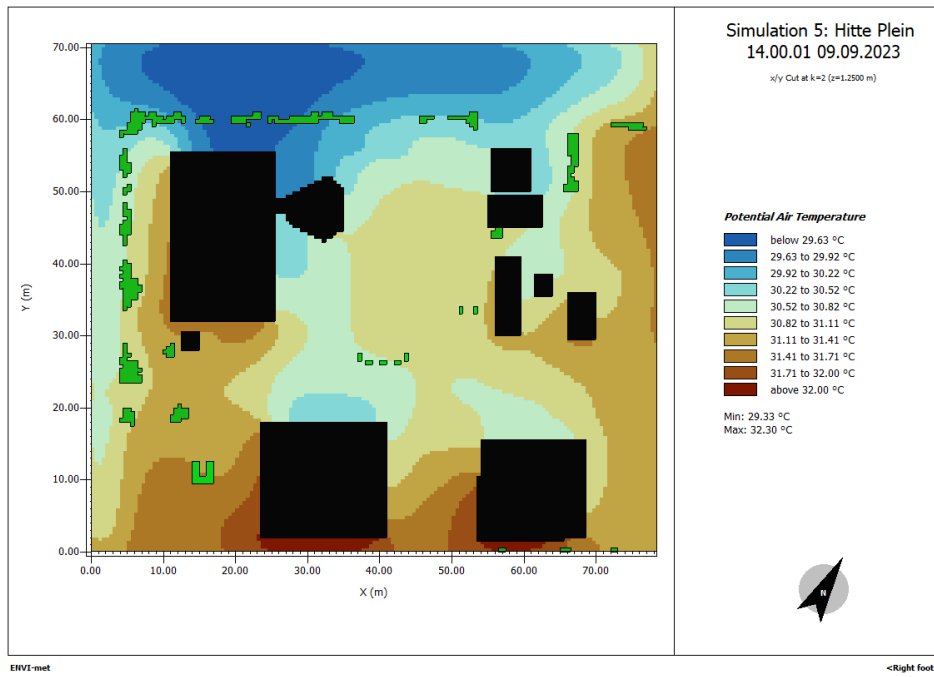 Simulation 5: Hitte Plein
14.00.01 09.09.2023
x/y Cut at k=2 (z=1.2500 m)
70.00
60.00
50.00
40.00
30.00
20.00
10.00
0.00
Y (m)
0.00 10.00 20.00 30.00 40.00 50.00 60.00 70.00
X (m)
Potential Air Temperature
below 29.63 °C
29.63 to 29.92 °C
29.92 to 30.22 °C
30.22 to 30.52 °C
30.52 to 30.82 °C
30.82 to 31.11 °C
31.11 to 31.41 °C
31.41 to 31.71 °C
31.71 to 32.00 °C
above 32.00 °C
Min: 29.33 °C
Max: 32.30 °C
N
ENVI-met
<Right foot